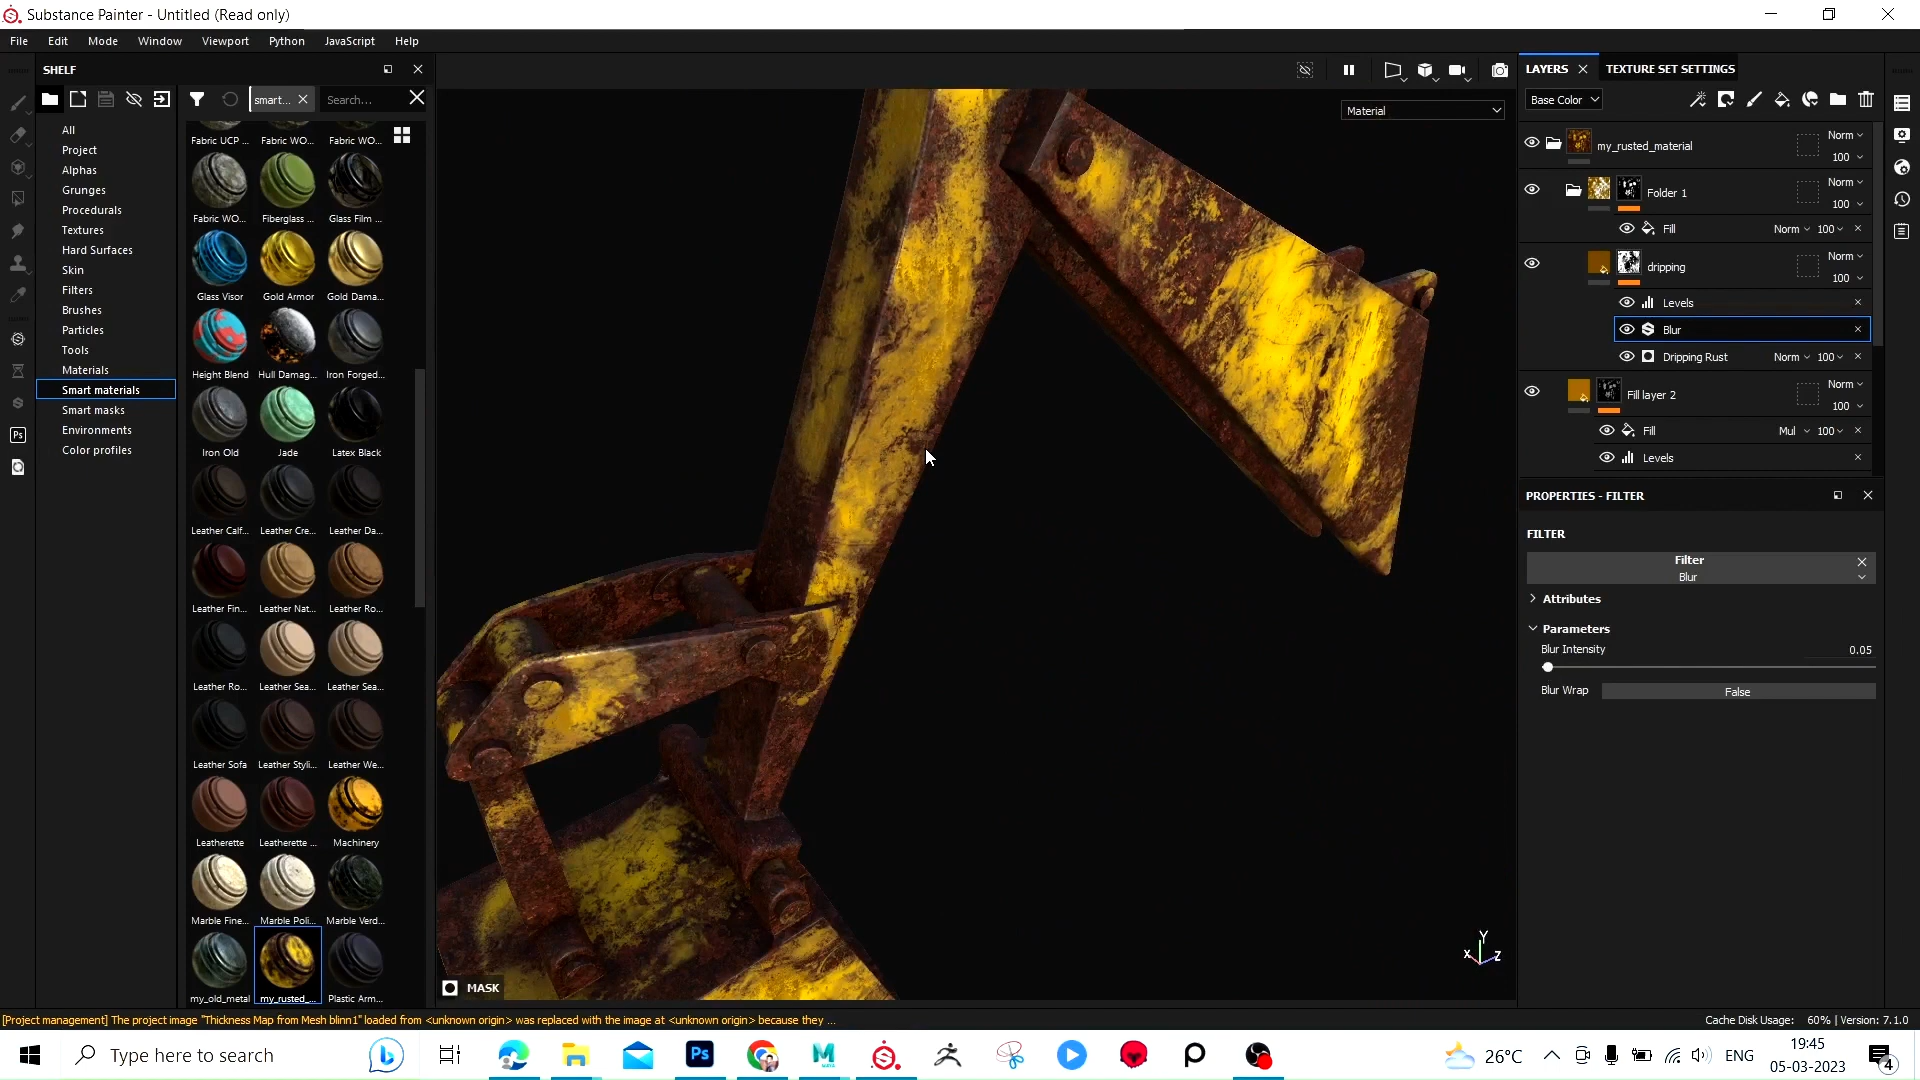 Substance Painter - Untitled (Read only)
File Edit Mode Window Viewport Python JavaScript Help
SHELF
smart... Search...
All
Project
Alphas
Grunges
Procedurals
Textures
Hard Surfaces
Skin
Filters
Brushes
Particles
Tools
Materials
Smart materials
Smart masks
Environments
Color profiles
Fabric UCP ... Fabric WO... Fabric WO...
Fabric WO... Fiberglass ... Glass Film ...
Glass Visor Gold Armor Gold Dama...
Height Blend Hull Damag... Iron Forged...
Iron Old Jade Latex Black
Leather Calf... Leather Cre... Leather Da...
Leather Fin... Leather Nat... Leather Ro...
Leather Ro... Leather Sea... Leather Sea...
Leather Sofa Leather Styli... Leather We...
Leatherette Leatherette ... Machinery
Marble Fine... Marble Poli... Marble Verd...
my_old_metal my_rusted_... Plastic Arm...
Material
MASK
Y
X Z
LAYERS TEXTURE SET SETTINGS
Base Color
my_rusted_material Norm 100
Folder 1 Norm 100
Fill Norm 100
dripping Norm 100
Levels
Blur
Dripping Rust Norm 100
Fill layer 2 Norm 100
Fill Mul 100
Levels
PROPERTIES - FILTER
FILTER
Filter
Blur
Attributes
Parameters
Blur Intensity 0.05
Blur Wrap False
[Project management] The project image "Thickness Map from Mesh blinn1" loaded from <unknown origin> was replaced with the image at <unknown origin> because they ...
Cache Disk Usage: 60% | Version: 7.1.0
Type here to search
Ps
26°C
ENG
19:45
05-03-2023
4